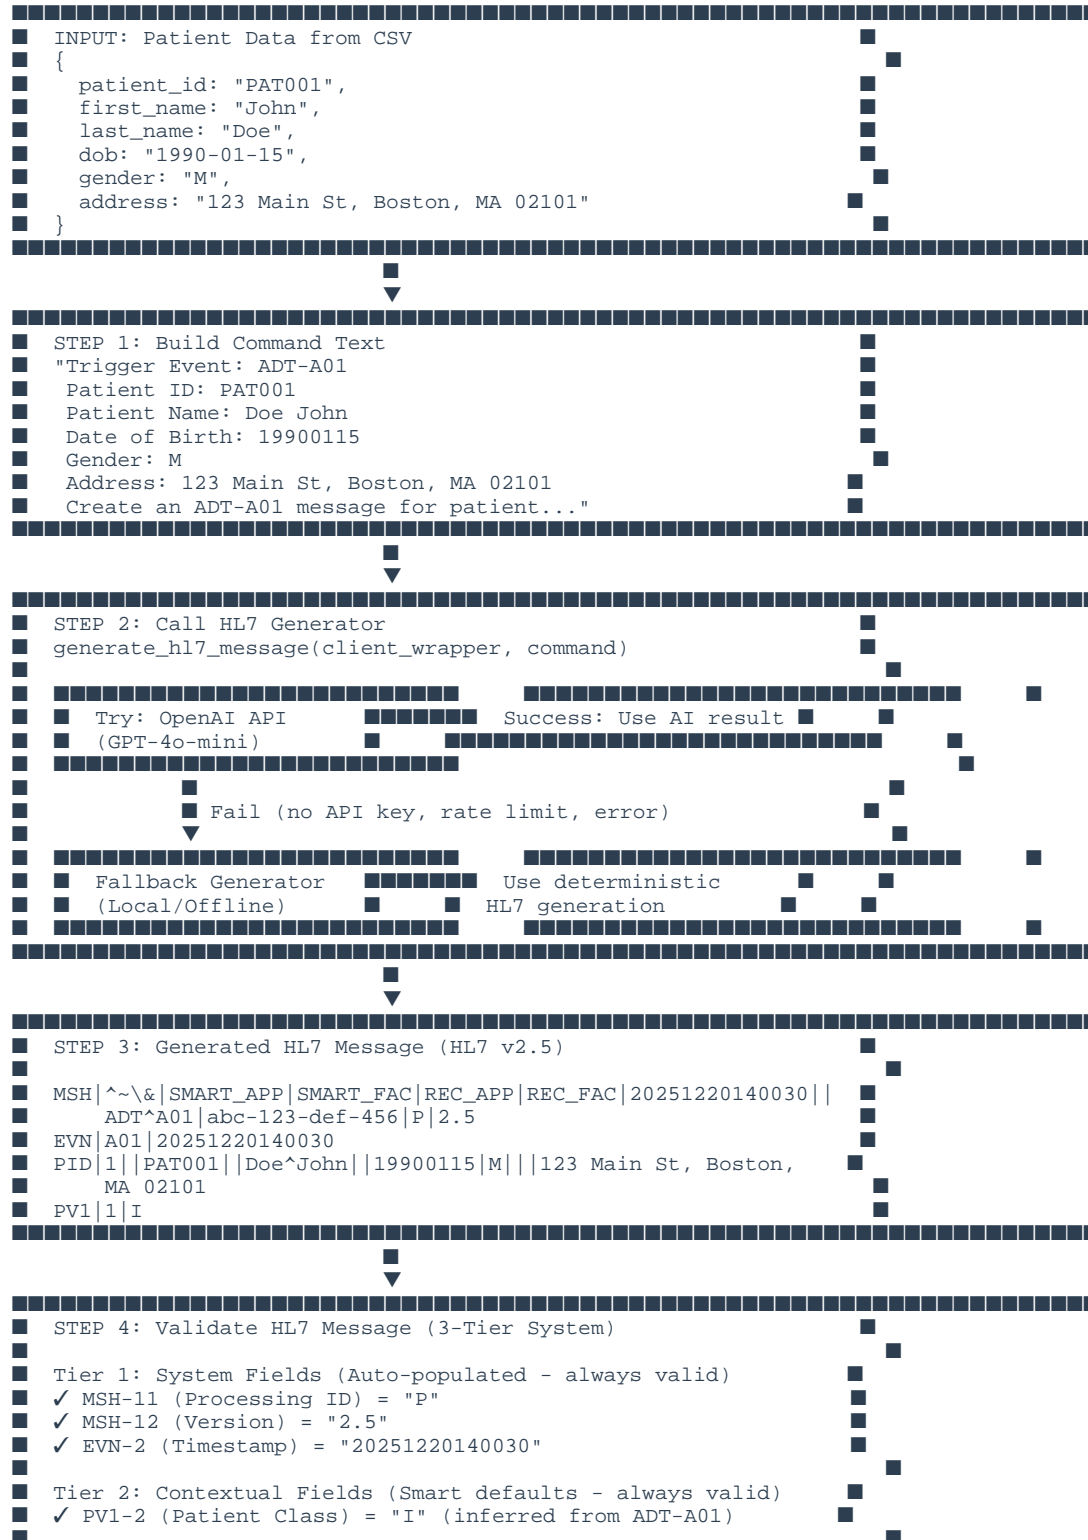 INPUT: Patient Data from CSV
{
patient_id: "PAT001",
first_name: "John",
last_name: "Doe",
dob: "1990-01-15",
gender: "M",
address: "123 Main St, Boston, MA 02101"
}
▼
STEP 1: Build Command Text
"Trigger Event: ADT-A01
Patient ID: PAT001
Patient Name: Doe John
Date of Birth: 19900115
Gender: M
Address: 123 Main St, Boston, MA 02101
Create an ADT-A01 message for patient..."
▼
STEP 2: Call HL7 Generator
generate_hl7_message(client_wrapper, command)
Try: OpenAI API Success: Use AI result
(GPT-4o-mini)
Fail (no API key, rate limit, error)
▼
Fallback Generator Use deterministic
(Local/Offline) HL7 generation
▼
STEP 3: Generated HL7 Message (HL7 v2.5)
MSH|^~\&|SMART_APP|SMART_FAC|REC_APP|REC_FAC|20251220140030||
ADT^A01|abc-123-def-456|P|2.5
EVN|A01|20251220140030
PID|1||PAT001||Doe^John||19900115|M|||123 Main St, Boston,
MA 02101
PV1|1|I
▼
STEP 4: Validate HL7 Message (3-Tier System)
Tier 1: System Fields (Auto-populated - always valid)
✓ MSH-11 (Processing ID) = "P"
✓ MSH-12 (Version) = "2.5"
✓ EVN-2 (Timestamp) = "20251220140030"
Tier 2: Contextual Fields (Smart defaults - always valid)
✓ PV1-2 (Patient Class) = "I" (inferred from ADT-A01)